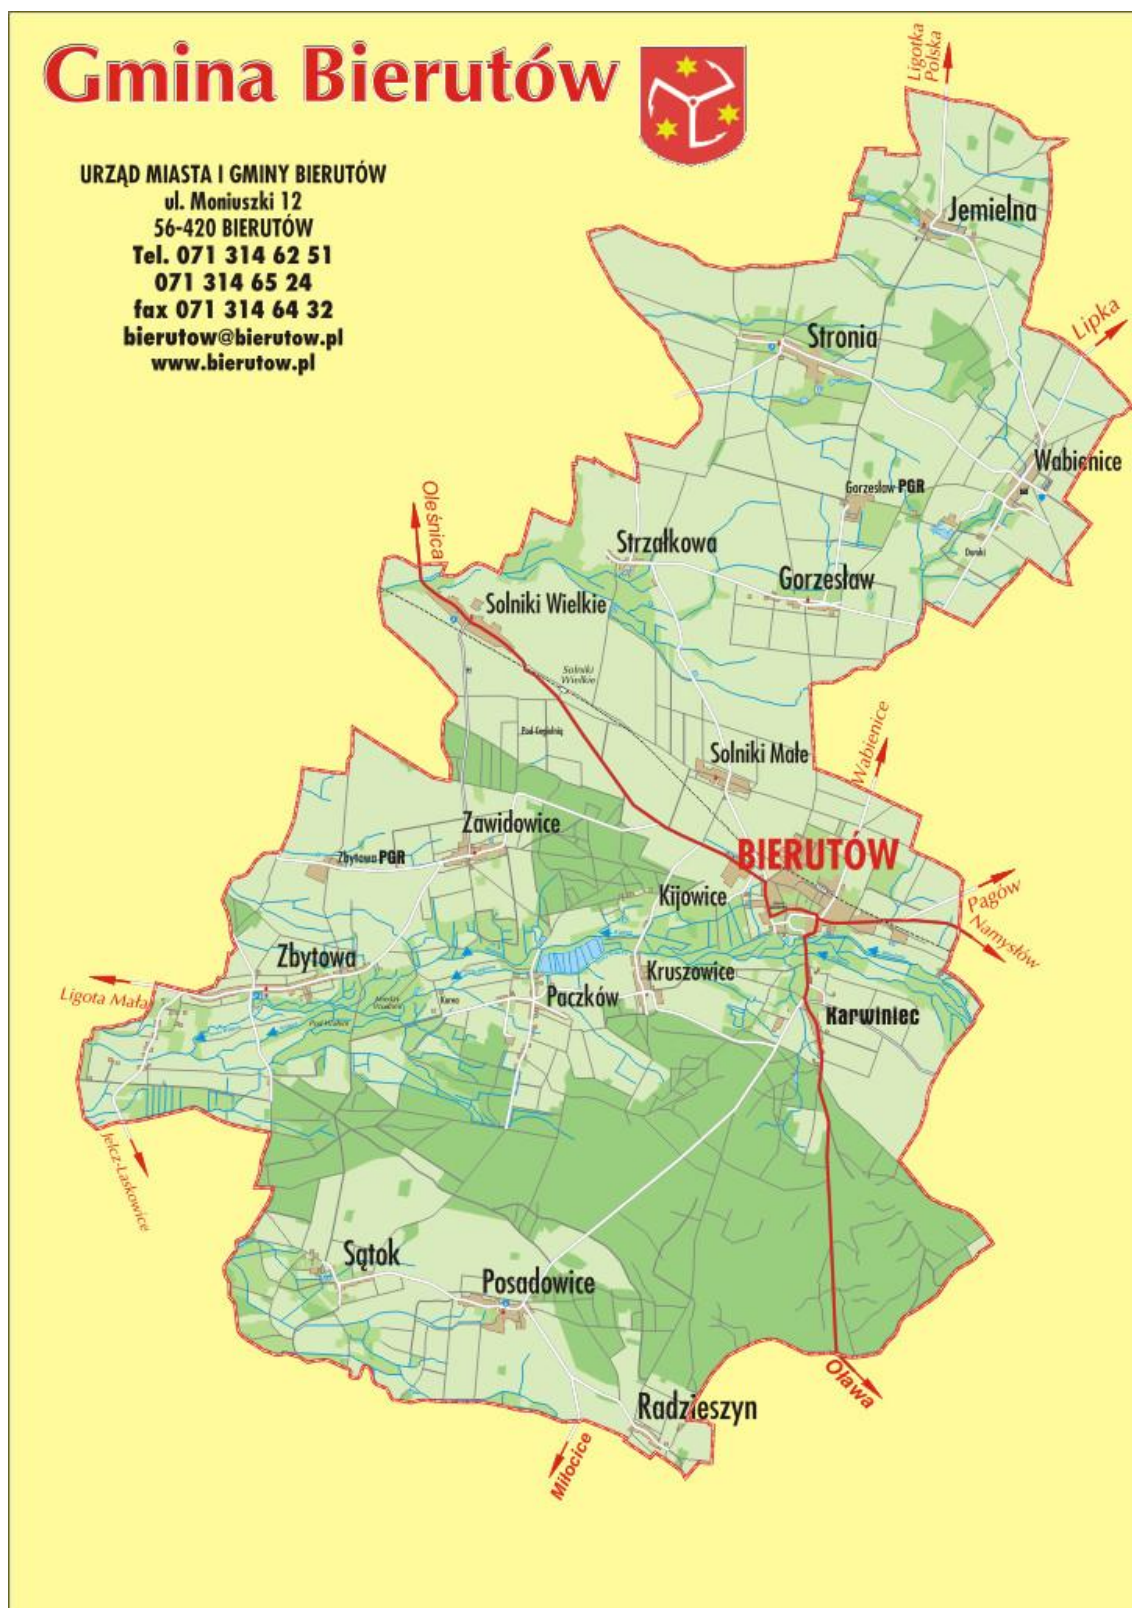 Gmina Bierutów
URZĄD MIASTA I GMINY BIERUTÓW
ul. Moniuszki 12
56-420 BIERUTÓW
Tel. 071 314 62 51
071 314 65 24
fax 071 314 64 32
bierutow@bierutow.pl
www.bierutow.pl
Ligotka
Polska
Jemielna
Lipka
Stronia
Wabienice
Gorzesław PGR
Oleśnica
Strzałkowa
Gorzesław
Solniki Wielkie
Solniki
Wielkie
Solniki Małe
Wabienice
Zawidowice
Zbytowa PGR
BIERUTÓW
Kijowice
Pągów
Namysłów
Zbytowa
Kruszowice
Ligota Mała
Paczków
Karwiniec
Jelcz-Laskowice
Sątok
Posadowice
Oława
Radzieszyn
Miłocice